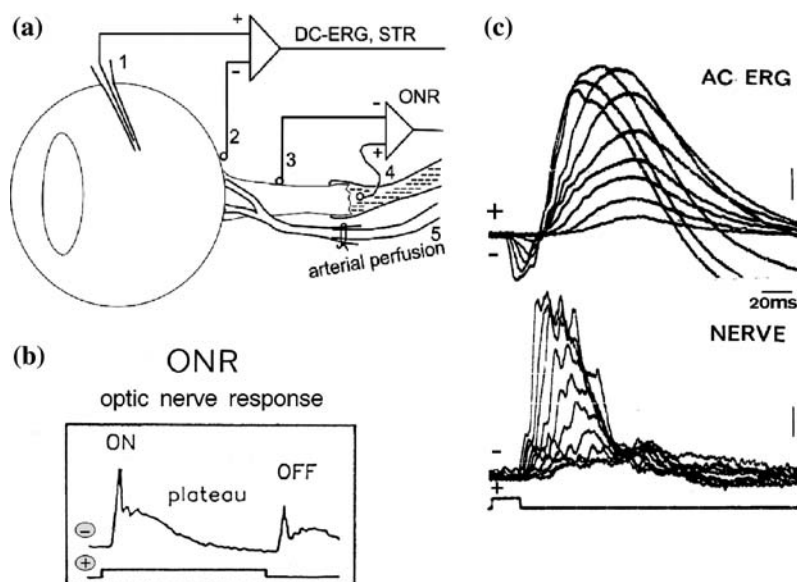 (a)
+
1
DC-ERG, STR
-
2
3
-
ONR
+
4
5
arterial perfusion
(b)
ONR
optic nerve response
ON
OFF
plateau
-
+
(c)
AC ERG
+
-
20ms
NERVE
-
+